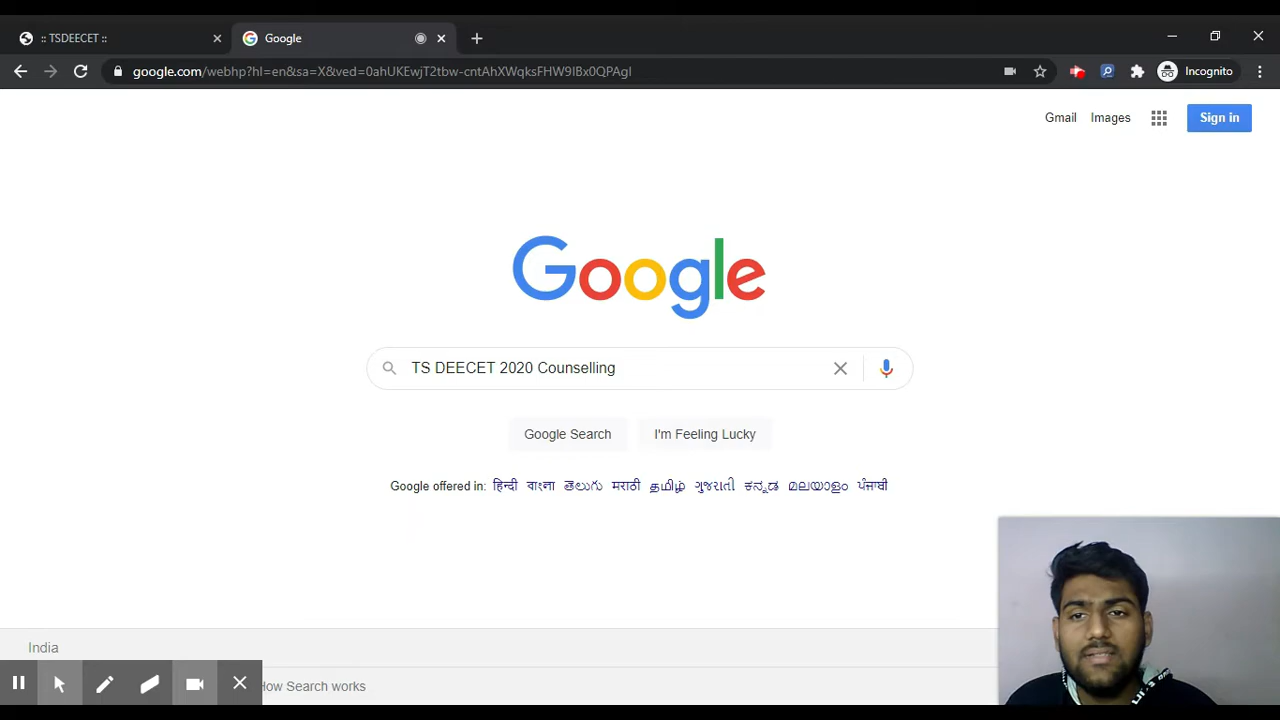 :: TSDEECET ::
Google
google.com/webhp?hl=en&sa=X&ved=0ahUKEwjT2tbw-cntAhXWqksFHW9IBx0QPAgI
Incognito
Gmail Images Sign in
Google
TS DEECET 2020 Counselling
Google Search I'm Feeling Lucky
Google offered in: हिन्दी বাংলা తెలుగు मराठी தமிழ் ગુજરાતી ಕನ್ನಡ മലയാളം ਪੰਜਾਬੀ
India
How Search works